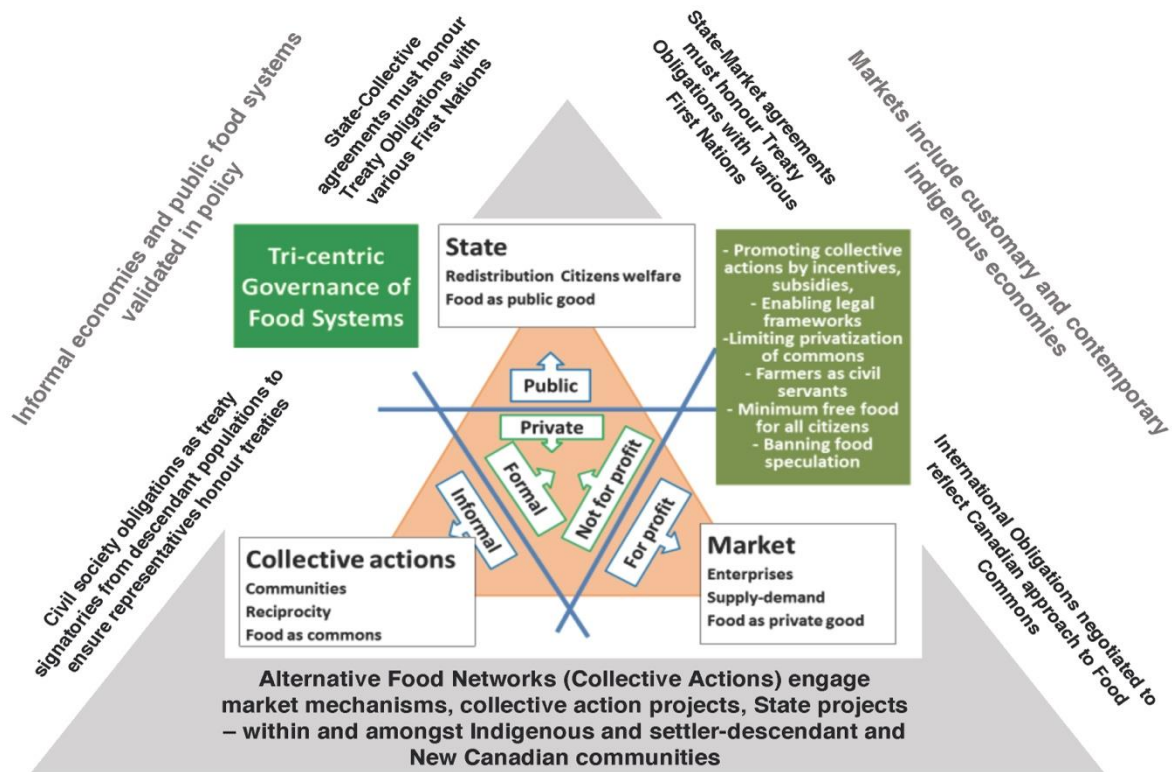 Informal economies and public food systems
validated in policy
State-Collective
agreements must honour
Treaty Obligations with
various First Nations
State-Market agreements
must honour Treaty
Obligations with various
First Nations
Markets include customary and contemporary
indigenous economies
Tri-centric
Governance of
Food Systems
State
Redistribution Citizens welfare
Food as public good
- Promoting collective
actions by incentives,
subsidies,
- Enabling legal
frameworks
-Limiting privatization
of commons
- Farmers as civil
servants
- Minimum free food
for all citizens
- Banning food
speculation
Public
Private
Formal
Not for profit
Informal
For profit
Civil society obligations as treaty
signatories from descendant populations to
ensure representatives honour treaties
International Obligations negotiated to
reflect Canadian approach to Food
Commons
Collective actions
Communities
Reciprocity
Food as commons
Market
Enterprises
Supply-demand
Food as private good
Alternative Food Networks (Collective Actions) engage
market mechanisms, collective action projects, State projects
– within and amongst Indigenous and settler-descendant and
New Canadian communities